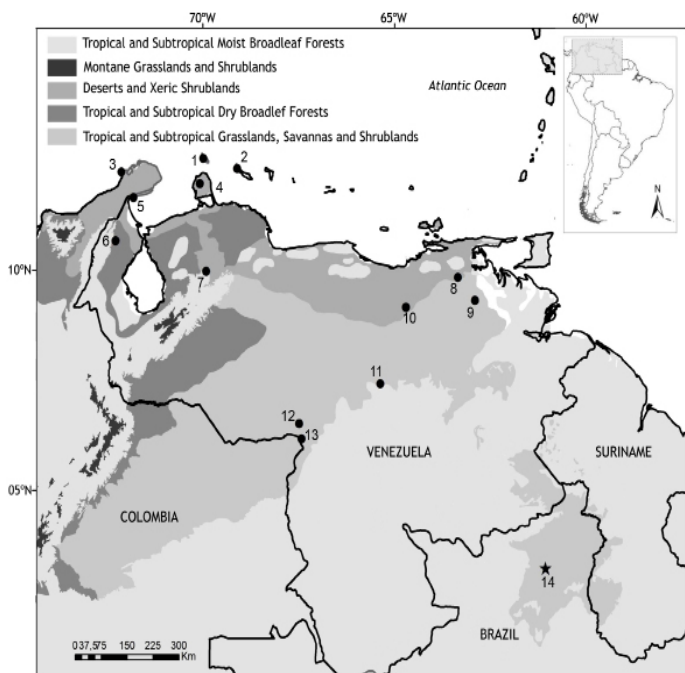 70°W
65°W
60°W
Tropical and Subtropical Moist Broadleaf Forests
Montane Grasslands and Shrublands
Deserts and Xeric Shrublands
Tropical and Subtropical Dry Broadlef Forests
Tropical and Subtropical Grasslands, Savannas and Shrublands
Atlantic Ocean
N
1
2
3
4
5
6
10°N
7
8
9
10
11
12
13
VENEZUELA
SURINAME
05°N
COLOMBIA
14
BRAZIL
0 37,575 150 225 300
Km